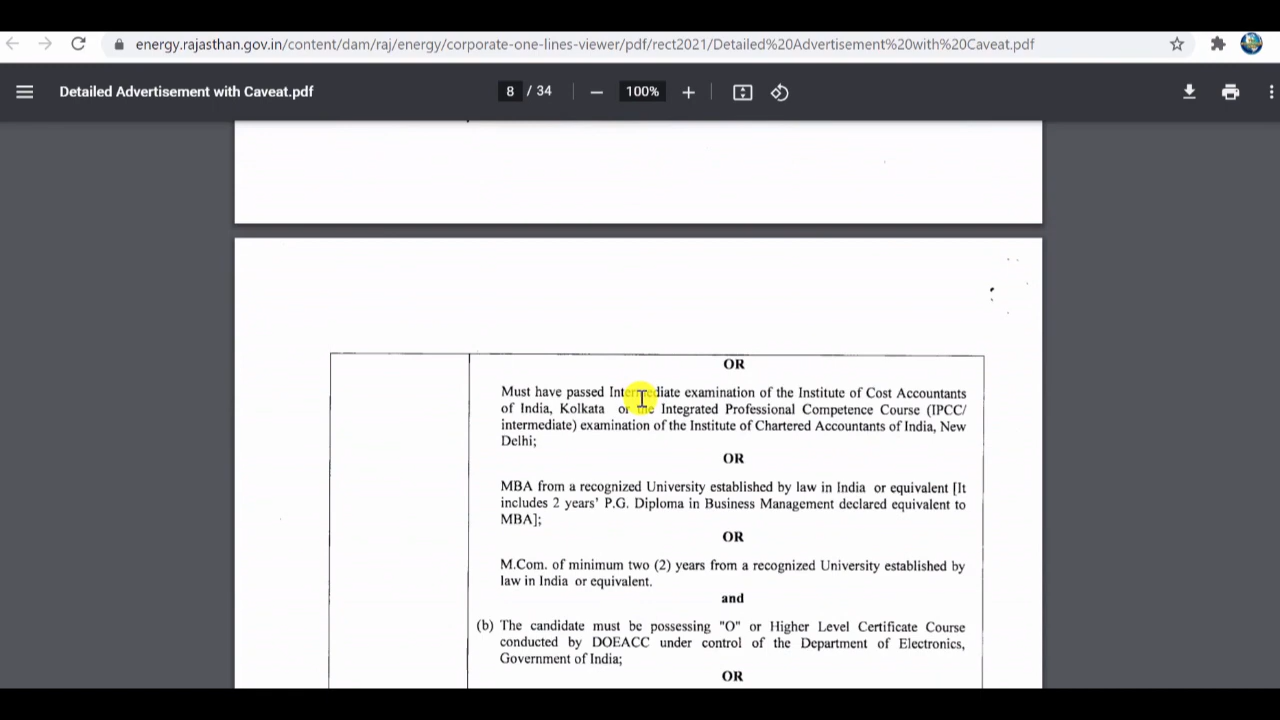 energy.rajasthan.gov.in/content/dam/raj/energy/corporate-one-lines-viewer/pdf/rect2021/Detailed%20Advertisement%20with%20Caveat.pdf
Detailed Advertisement with Caveat.pdf 8 / 34 100%
OR
Must have passed Intermediate examination of the Institute of Cost Accountants
of India, Kolkata or the Integrated Professional Competence Course (IPCC/
intermediate) examination of the Institute of Chartered Accountants of India, New
Delhi;
OR
MBA from a recognized University established by law in India or equivalent [It
includes 2 years' P.G. Diploma in Business Management declared equivalent to
MBA];
OR
M.Com. of minimum two (2) years from a recognized University established by
law in India or equivalent.
and
(b) The candidate must be possessing "O" or Higher Level Certificate Course
conducted by DOEACC under control of the Department of Electronics,
Government of India;
OR